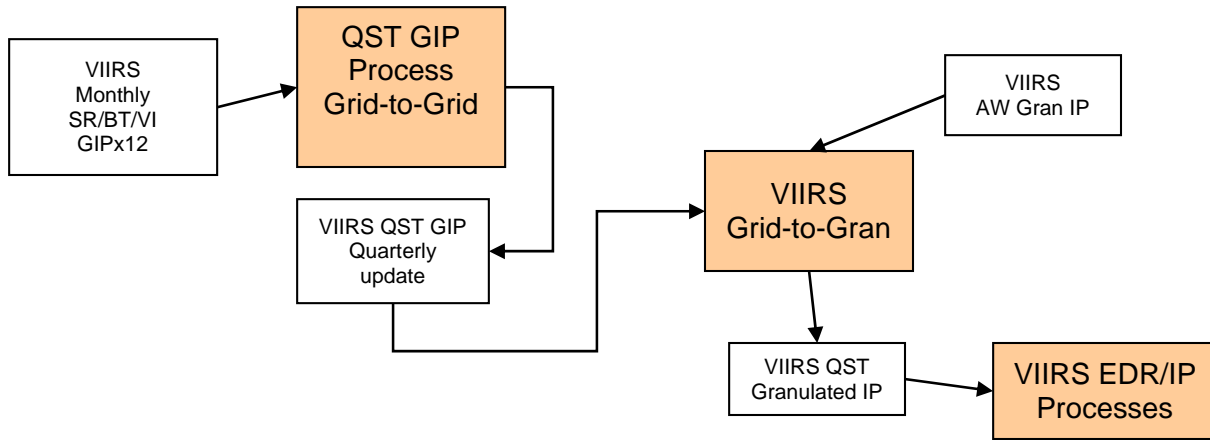 VIIRS
Monthly
SR/BT/VI
GIPx12
QST GIP
Process
Grid-to-Grid
VIIRS
AW Gran IP
VIIRS QST GIP
Quarterly
update
VIIRS
Grid-to-Gran
VIIRS QST
Granulated IP
VIIRS EDR/IP
Processes